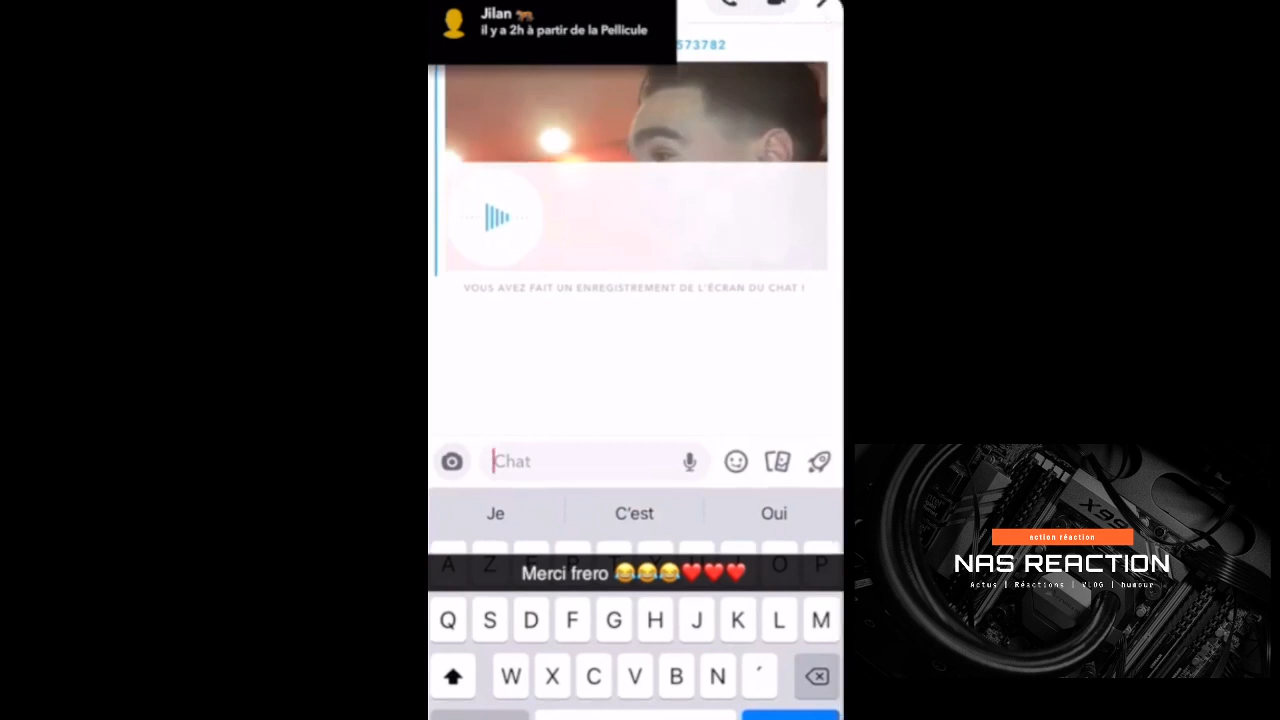 Jilan 🐆
il y a 2h à partir de la Pellicule
573782
VOUS AVEZ FAIT UN ENREGISTREMENT DE L'ÉCRAN DU CHAT !
Chat
Je C'est Oui
A Z E R T Y U I O P
Merci frero 😂😂😂❤️❤️❤️
Q S D F G H J K L M
W X C V B N ´
X99
action réaction
NAS REACTION
Actus | Réactions | VLOG | humour